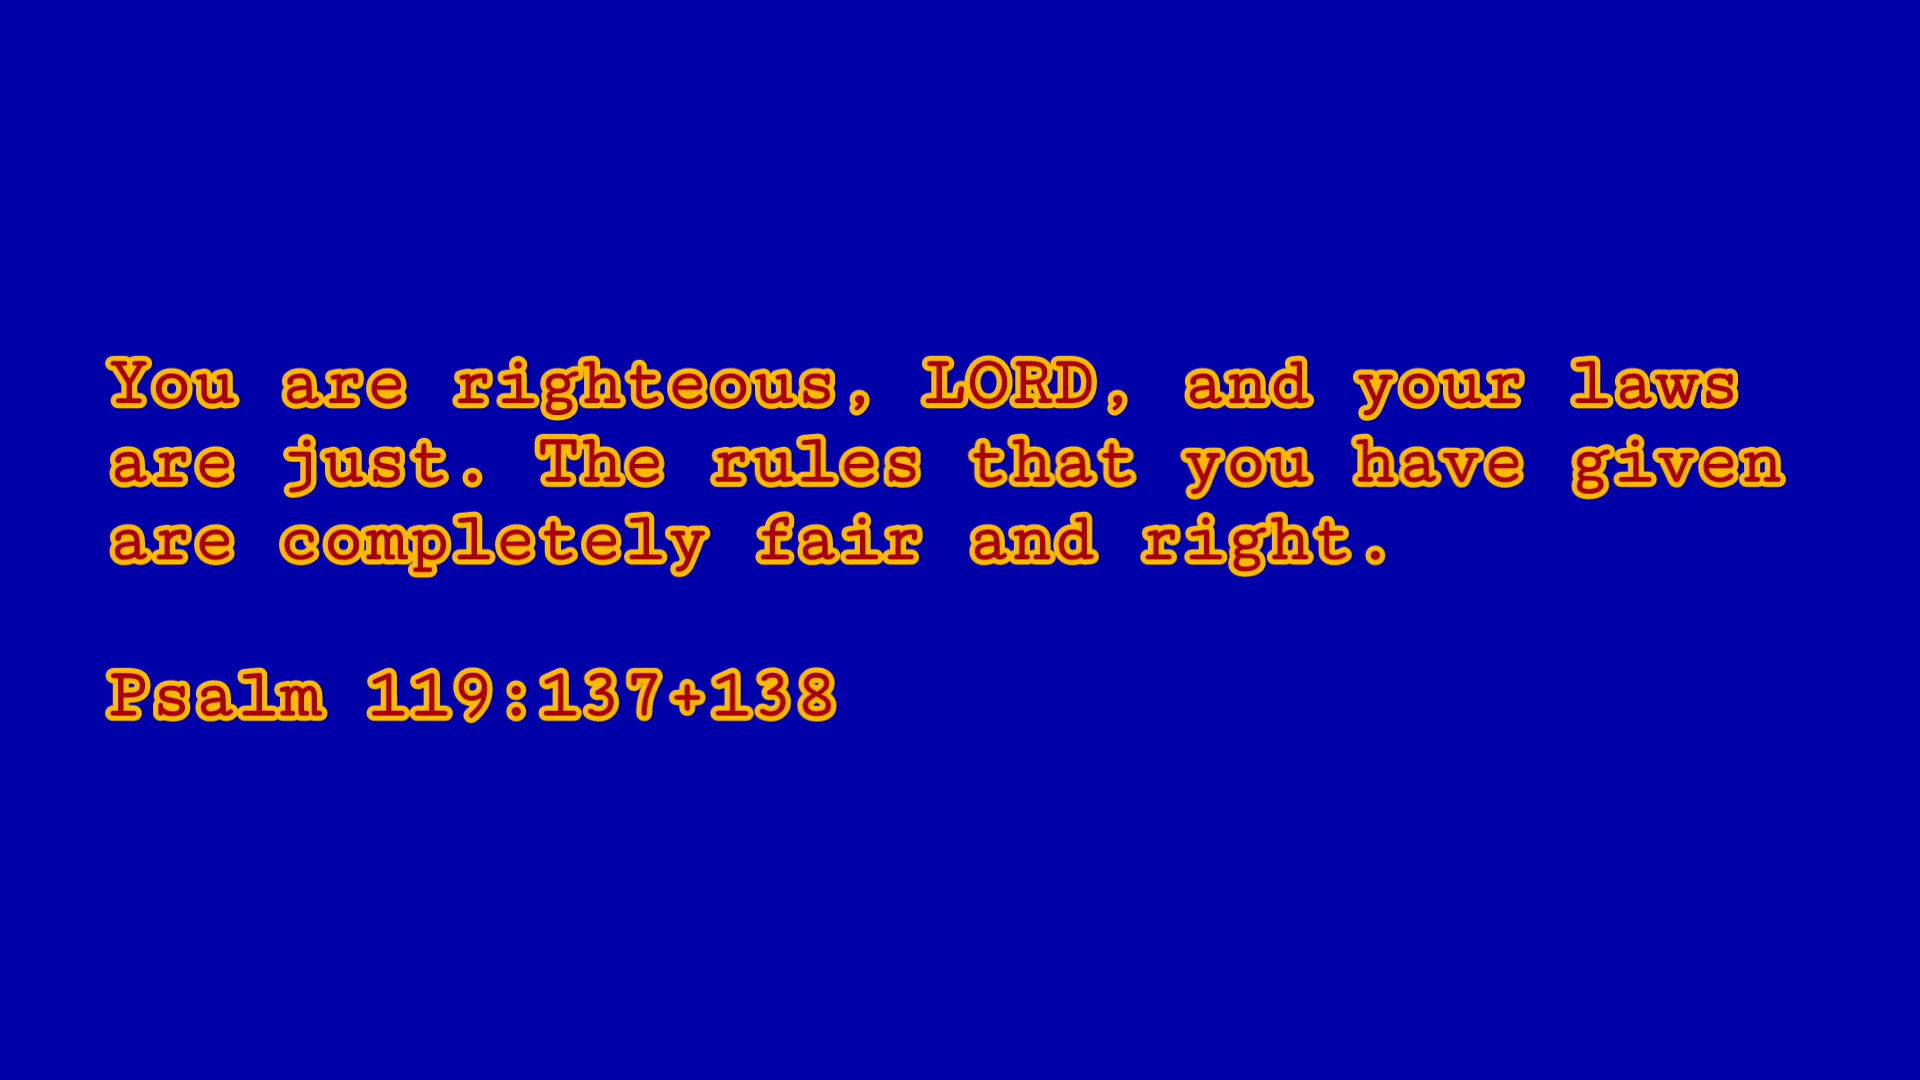 You are righteous, LORD, and your laws
are just. The rules that you have given
are completely fair and right.
Psalm 119:137+138